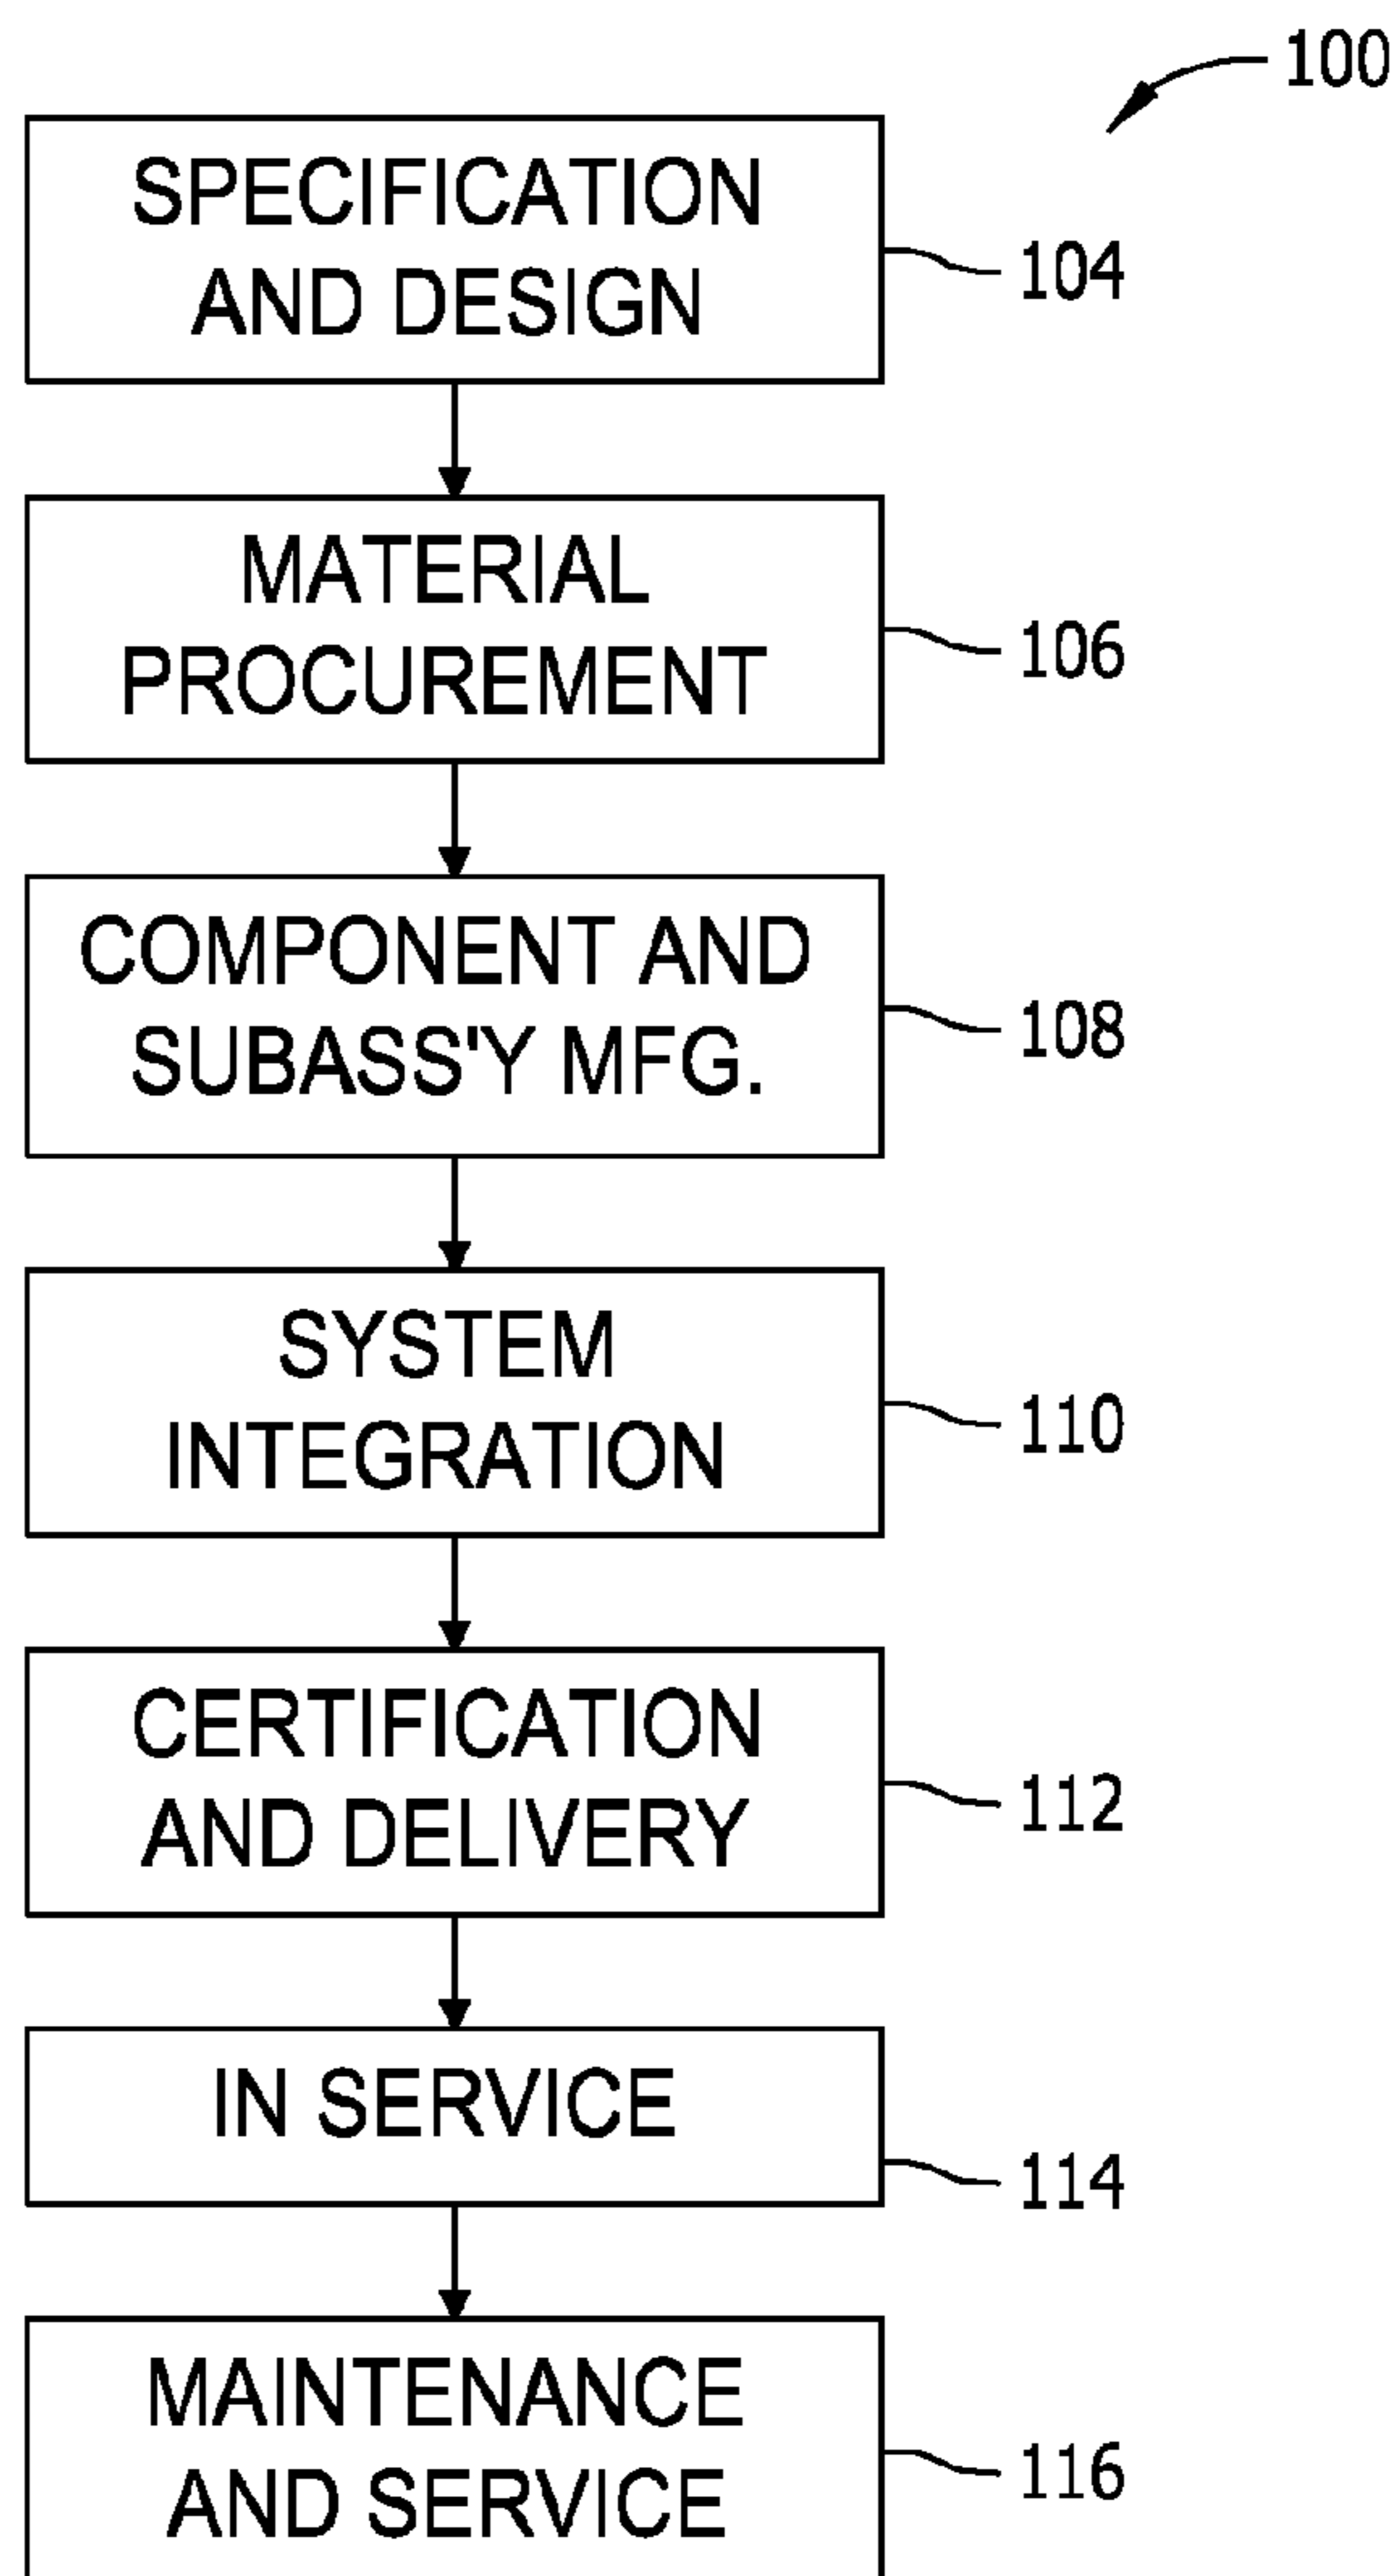 100
SPECIFICATION
AND DESIGN
104
MATERIAL
PROCUREMENT
106
COMPONENT AND
SUBASS'Y MFG.
108
SYSTEM
INTEGRATION
110
CERTIFICATION
AND DELIVERY
112
IN SERVICE
114
MAINTENANCE
AND SERVICE
116